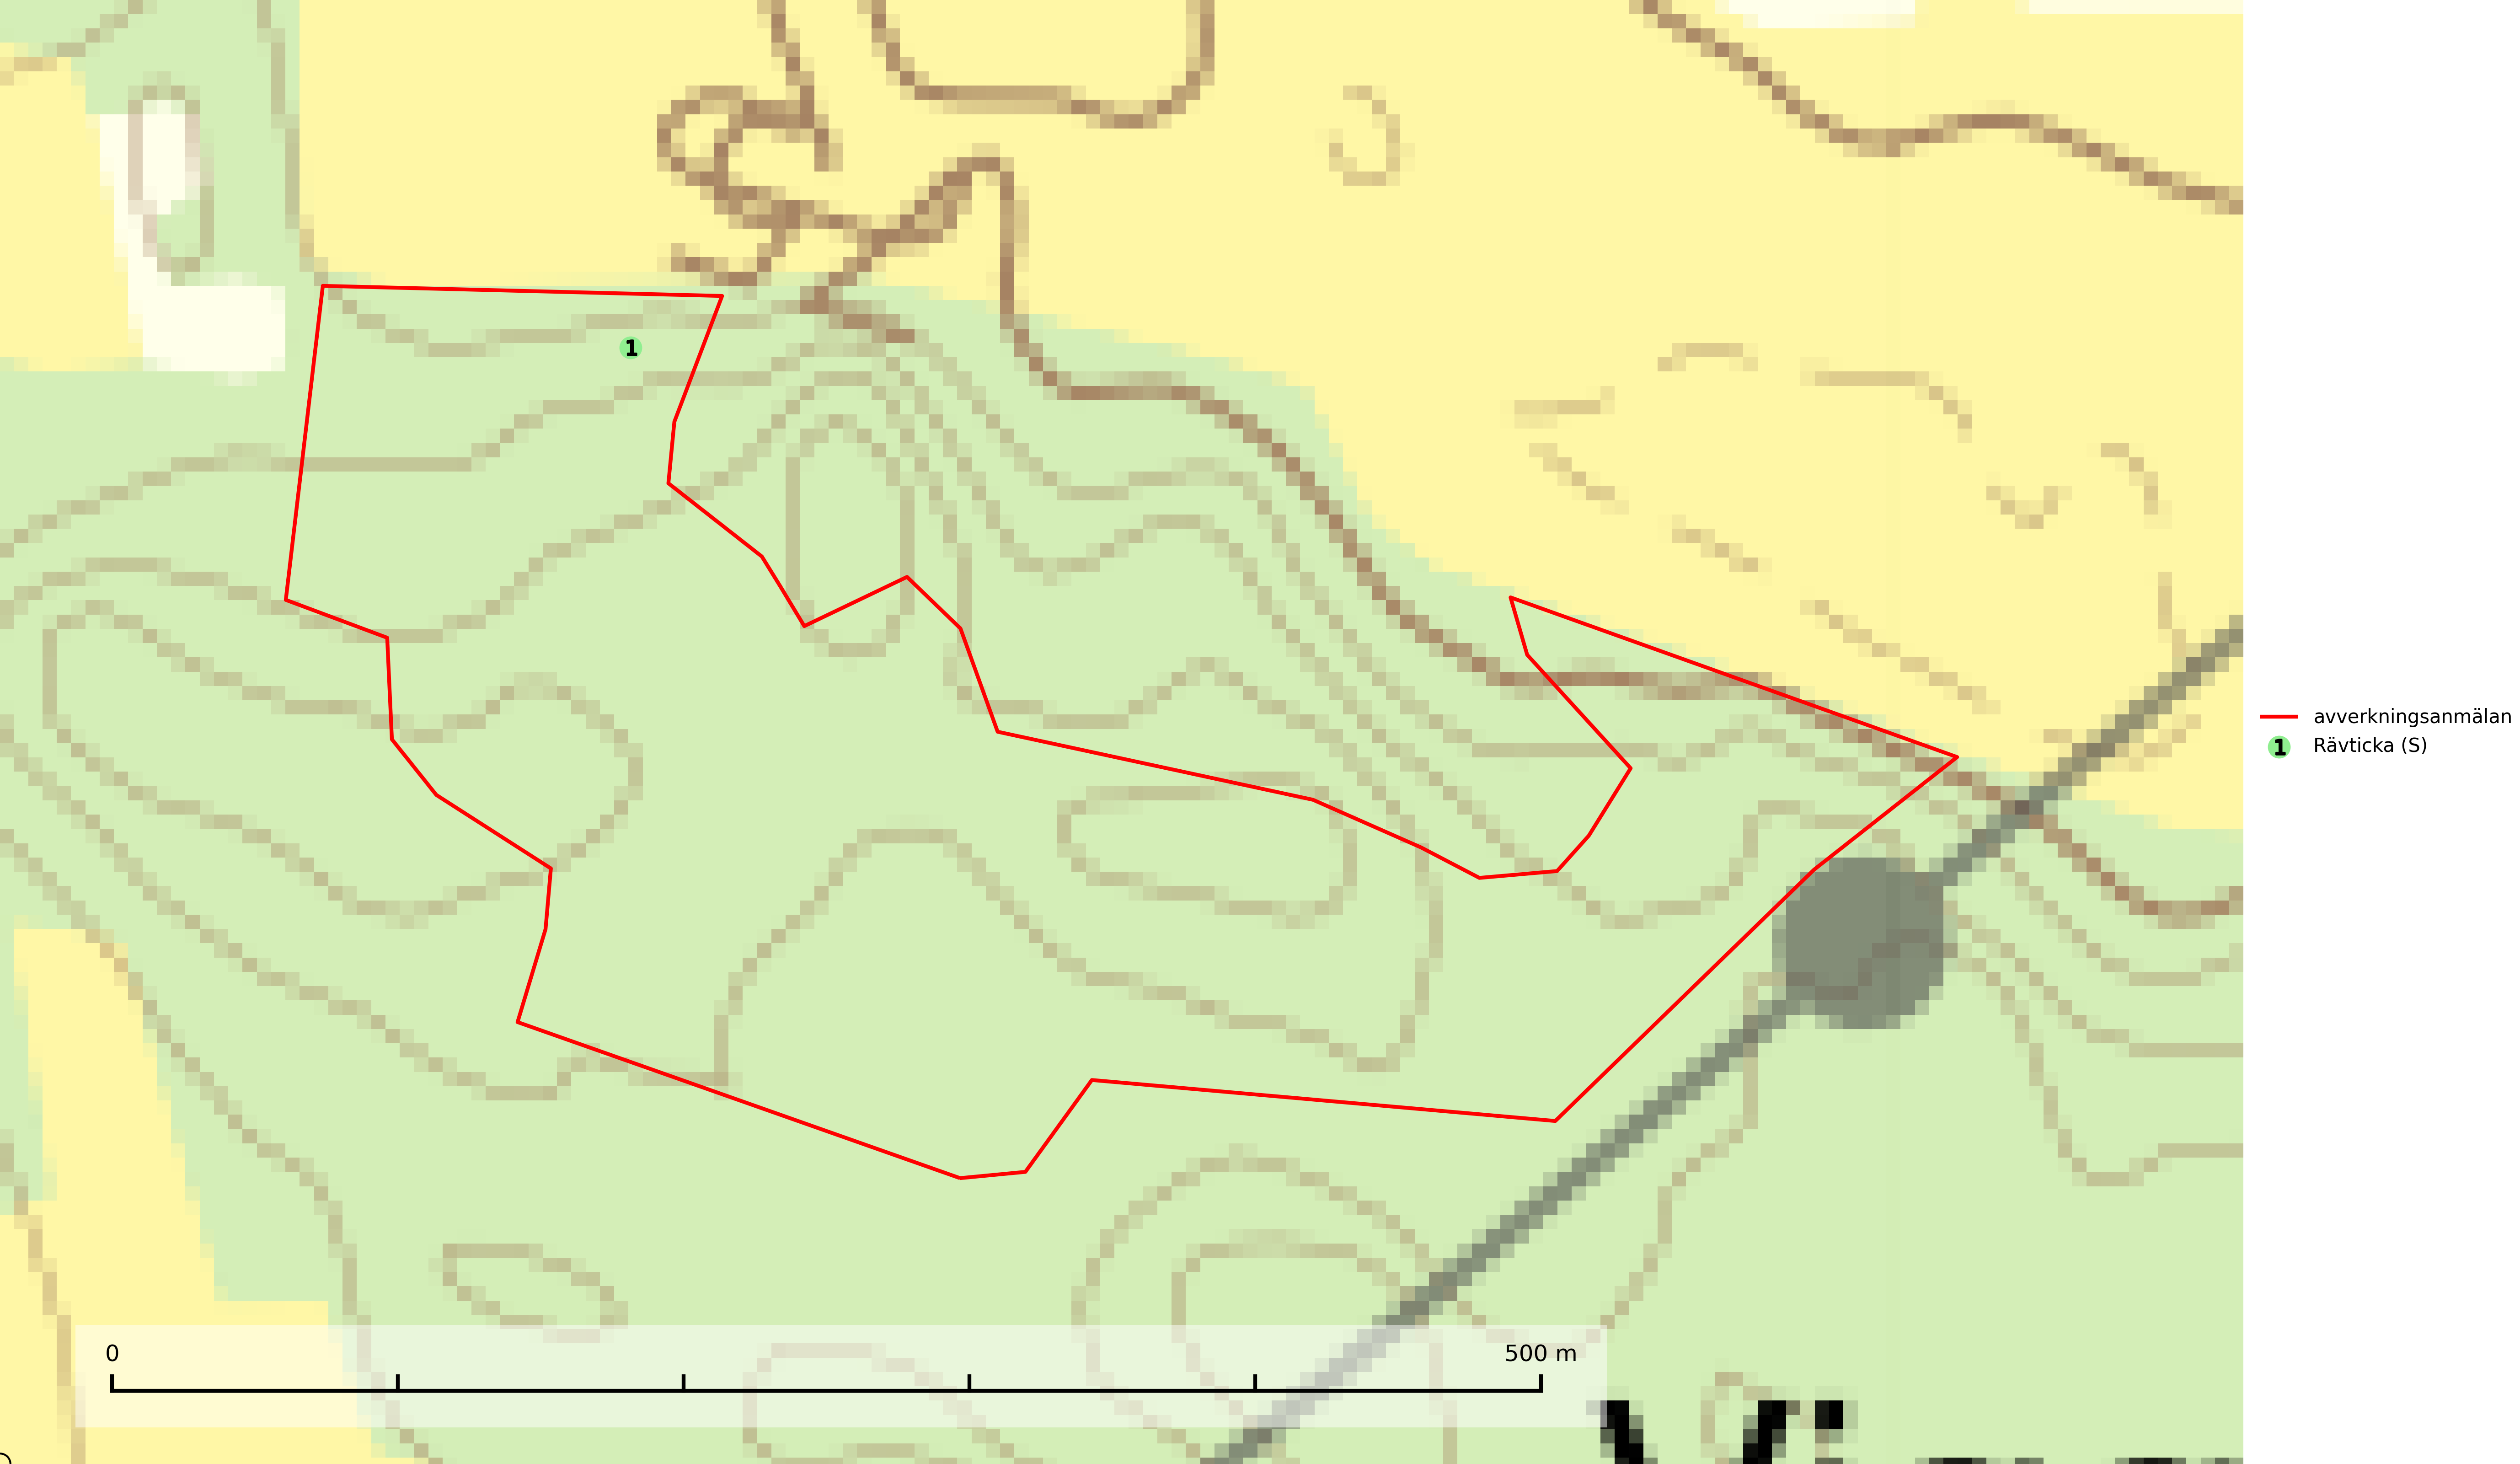 1
avverkningsanmälan
1 Rävticka (S)
0 500 m